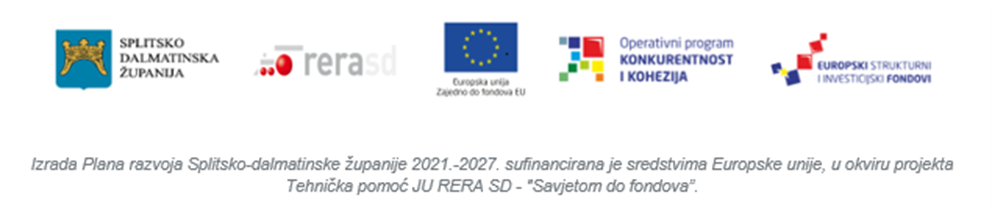 SPLITSKO
DALMATINSKA
ŽUPANIJA
rerasd
Europska unija
Zajedno do fondova EU
Operativni program
KONKURENTNOST
I KOHEZIJA
EUROPSKI STRUKTURNI
I INVESTICIJSKI FONDOVI
Izrada Plana razvoja Splitsko-dalmatinske županije 2021.-2027. sufinancirana je sredstvima Europske unije, u okviru projekta
Tehnička pomoć JU RERA SD - "Savjetom do fondova".